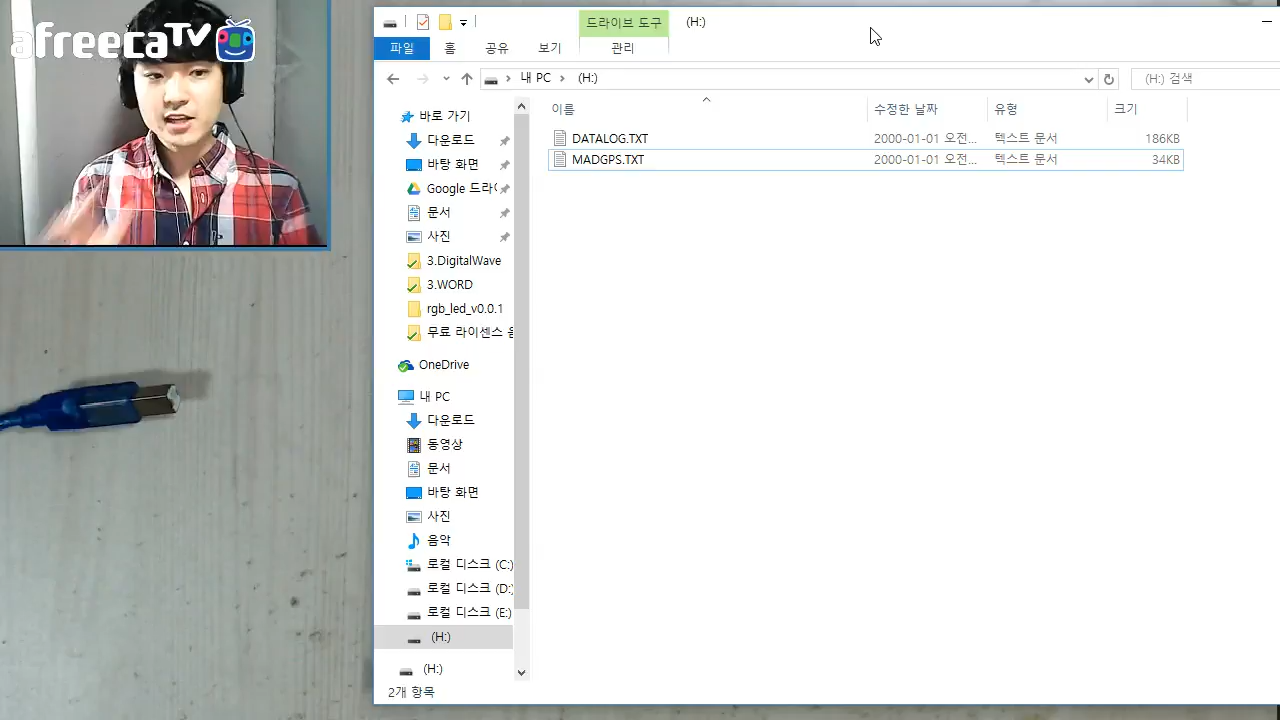 afreecaTV
드라이브 도구
(H:)
파일
홈
공유
보기
관리
내 PC
(H:)
(H:) 검색
바로 가기
다운로드
바탕 화면
Google 드라이
문서
사진
3.DigitalWave
3.WORD
rgb_led_v0.0.1
무료 라이센스 음
OneDrive
내 PC
다운로드
동영상
문서
바탕 화면
사진
음악
로컬 디스크 (C:)
로컬 디스크 (D:)
로컬 디스크 (E:)
(H:)
(H:)
이름 수정한 날짜 유형 크기
DATALOG.TXT 2000-01-01 오전... 텍스트 문서 186KB
MADGPS.TXT 2000-01-01 오전... 텍스트 문서 34KB
2개 항목